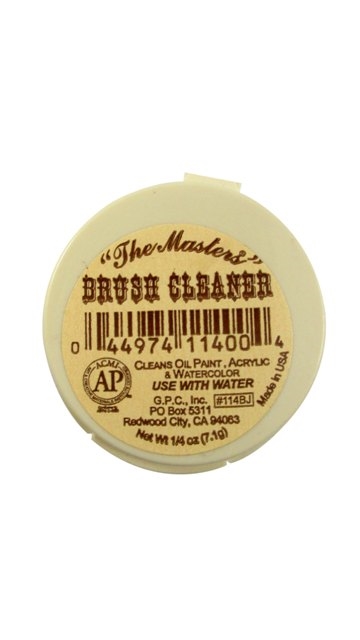 "The Masters"
BRUSH CLEANER
0 44974 11400 4
CLEANS OIL PAINT, ACRYLIC
& WATERCOLOR
USE WITH WATER
ACMI
AP
G.P.C., Inc. #114BJ
PO Box 5311
Redwood City, CA 94063
Net Wt 1/4 oz (7.1g)
Made in USA